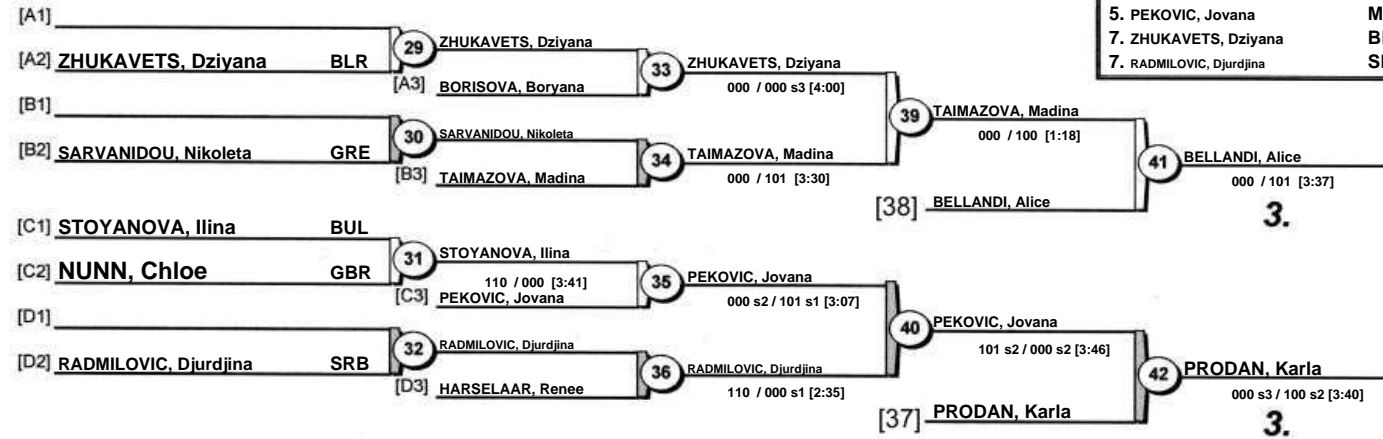 [A1]
[A2] ZHUKAVETS, Dziyana BLR
29
ZHUKAVETS, Dziyana
[A3] BORISOVA, Boryana
33
ZHUKAVETS, Dziyana
000 / 000 s3 [4:00]
[B1]
[B2] SARVANIDOU, Nikoleta GRE
30
SARVANIDOU, Nikoleta
[B3] TAIMAZOVA, Madina
34
TAIMAZOVA, Madina
000 / 101 [3:30]
39
TAIMAZOVA, Madina
000 / 100 [1:18]
[38] BELLANDI, Alice
41
BELLANDI, Alice
000 / 101 [3:37]
3.
[C1] STOYANOVA, Ilina BUL
[C2] NUNN, Chloe GBR
31
STOYANOVA, Ilina
110 / 000 [3:41]
[C3] PEKOVIC, Jovana
35
PEKOVIC, Jovana
000 s2 / 101 s1 [3:07]
[D1]
[D2] RADMILOVIC, Djurdjina SRB
32
RADMILOVIC, Djurdjina
[D3] HARSELAAR, Renee
36
RADMILOVIC, Djurdjina
110 / 000 s1 [2:35]
40
PEKOVIC, Jovana
101 s2 / 000 s2 [3:46]
[37] PRODAN, Karla
42
PRODAN, Karla
000 s3 / 100 s2 [3:40]
3.
5. PEKOVIC, Jovana
7. ZHUKAVETS, Dziyana
7. RADMILOVIC, Djurdjina